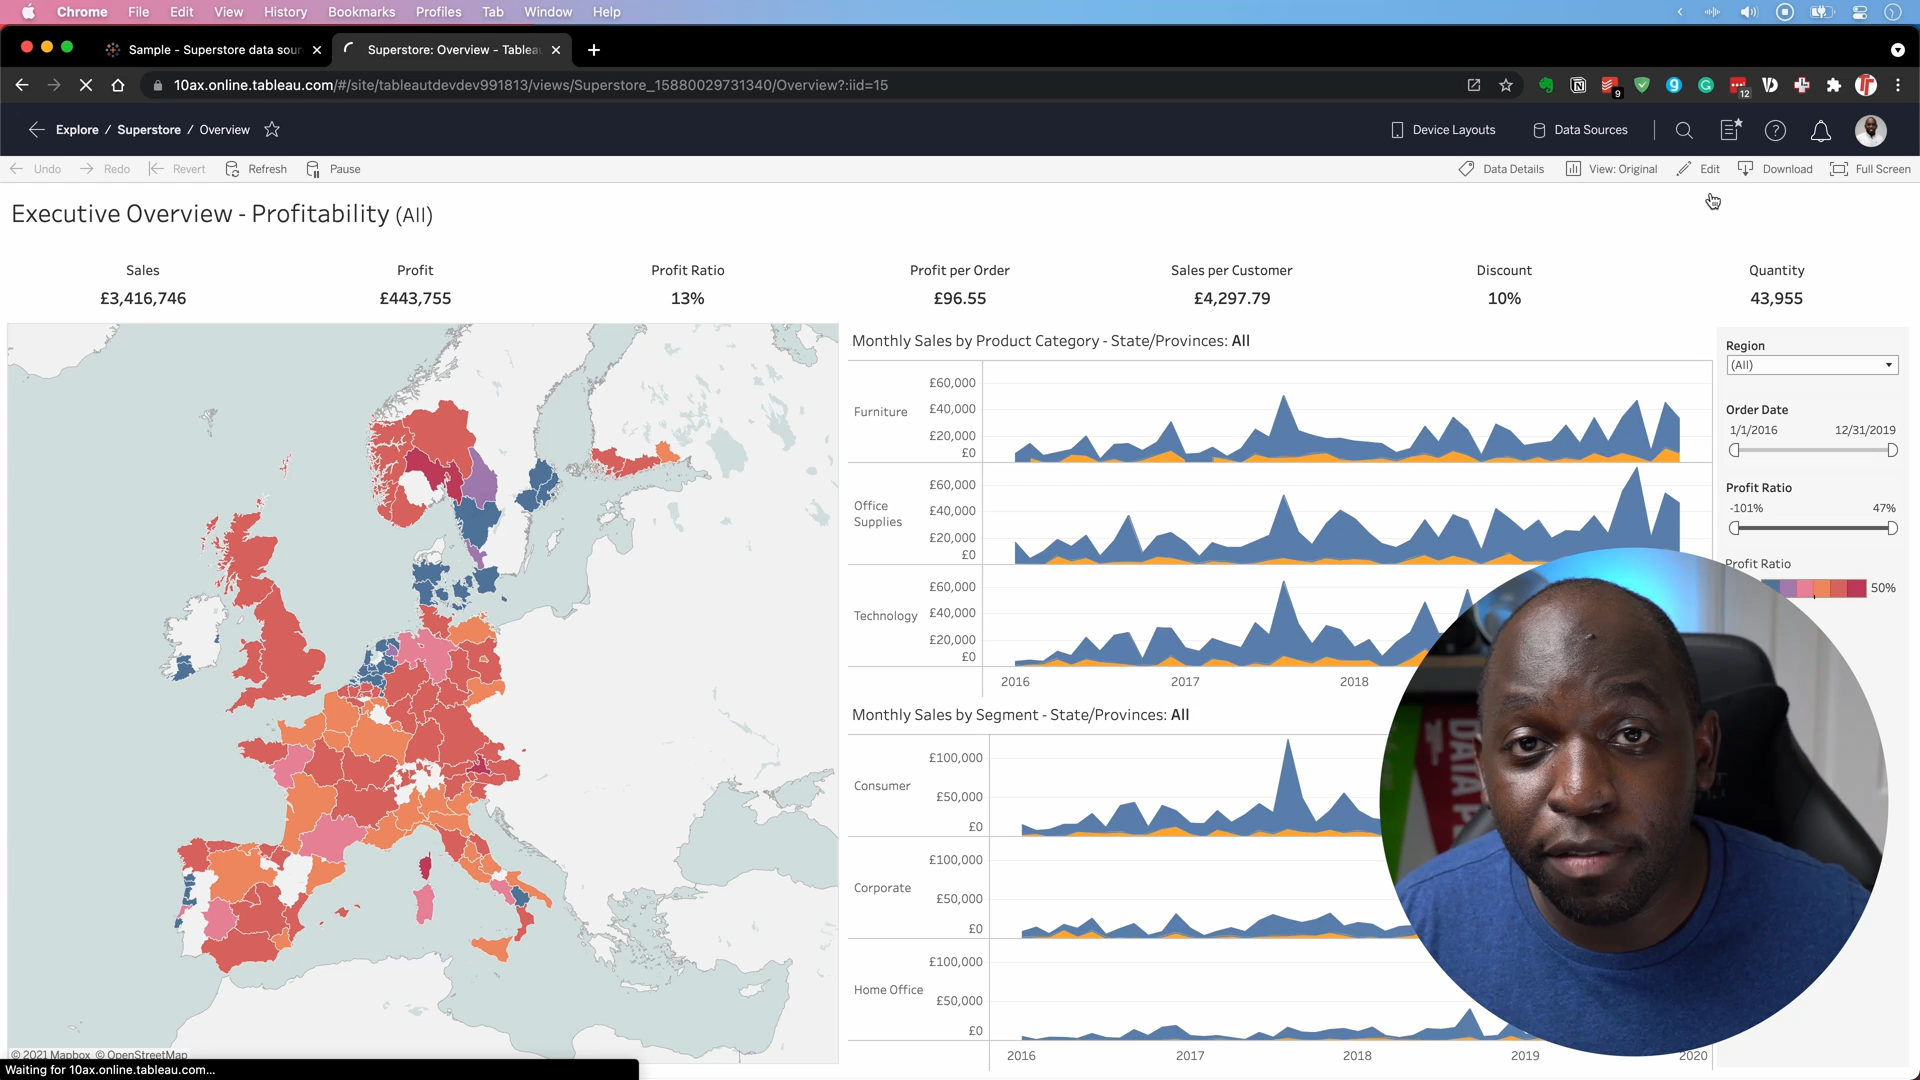 Chrome File Edit View History Bookmarks Profiles Tab Window Help
Sample - Superstore data sour
Superstore: Overview - Tableau
10ax.online.tableau.com/#/site/tableautdevdev991813/views/Superstore_15880029731340/Overview?:iid=15
9
12
Explore / Superstore / Overview
Device Layouts Data Sources
Undo Redo Revert Refresh Pause
Data Details View: Original Edit Download Full Screen
Executive Overview - Profitability (All)
Sales Profit Profit Ratio Profit per Order Sales per Customer Discount Quantity
£3,416,746 £443,755 13% £96.55 £4,297.79 10% 43,955
Monthly Sales by Product Category - State/Provinces: All
Furniture
£60,000
£40,000
£20,000
£0
Office
Supplies
£60,000
£40,000
£20,000
£0
Technology
£60,000
£40,000
£20,000
£0
2016 2017 2018
Monthly Sales by Segment - State/Provinces: All
Consumer
£100,000
£50,000
£0
Corporate
£100,000
£50,000
£0
Home Office
£100,000
£50,000
£0
2016 2017 2018 2019 2020
Region
(All)
Order Date
1/1/2016 12/31/2019
Profit Ratio
-101% 47%
Profit Ratio
50%
DATA
© 2021 Mapbox © OpenStreetMap
Waiting for 10ax.online.tableau.com...